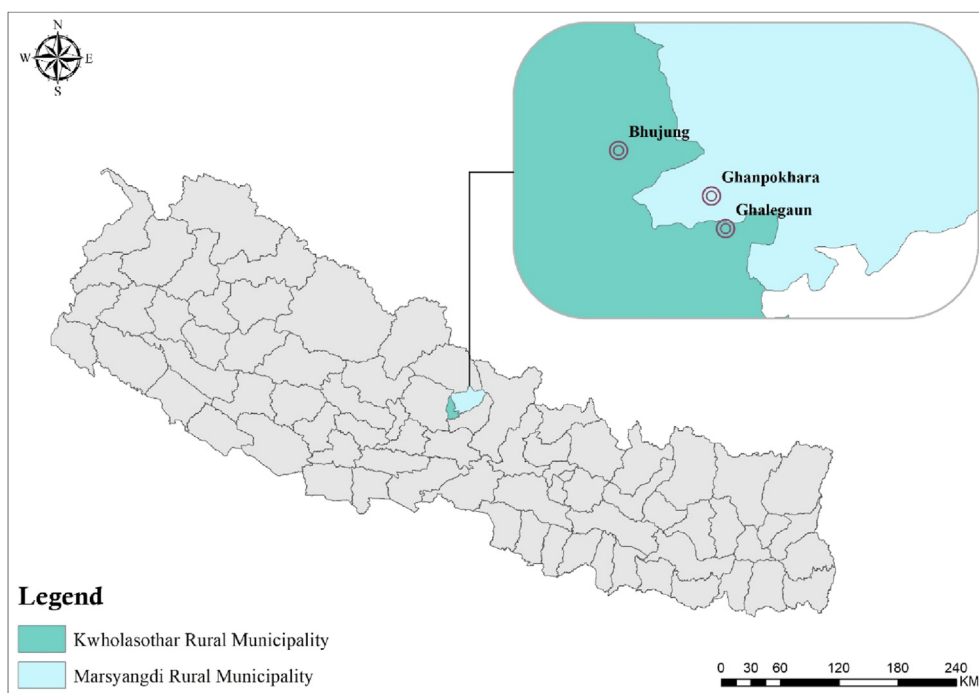 N
W E
S
Bhujung
Ghanpokhara
Ghalegaun
Legend
Kwholasothar Rural Municipality
Marsyangdi Rural Municipality
0 30 60 120 180 240
KM